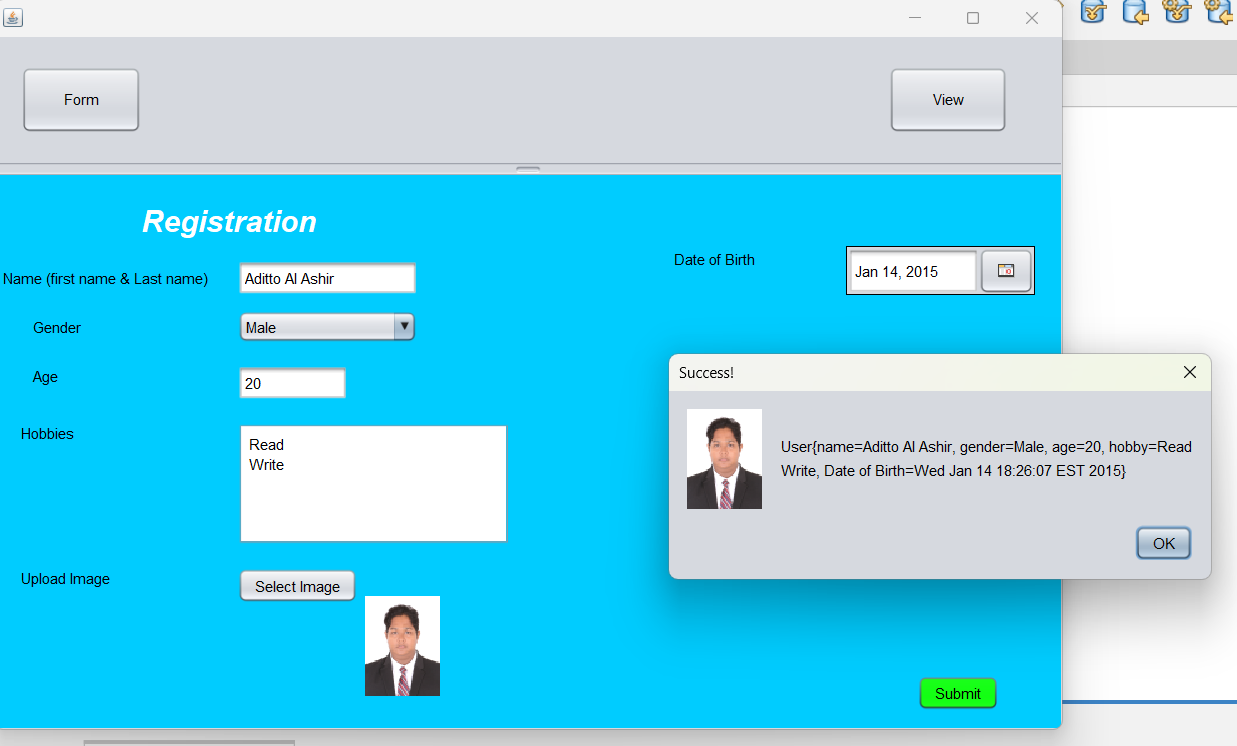 Form
View
Registration
Name (first name & Last name)
Aditto Al Ashir
Date of Birth
Jan 14, 2015
Gender
Male
Age
20
Hobbies
Read
Write
Success!
User{name=Aditto Al Ashir, gender=Male, age=20, hobby=Read
Write, Date of Birth=Wed Jan 14 18:26:07 EST 2015}
OK
Upload Image
Select Image
Submit